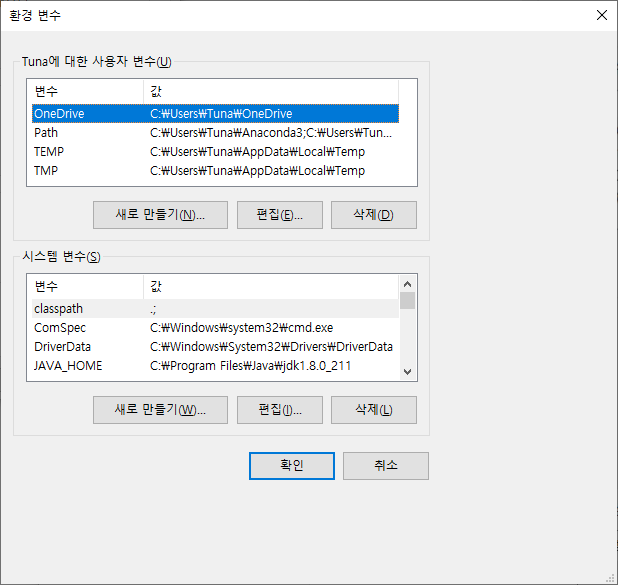 환경 변수
Tuna에 대한 사용자 변수(U)
변수 값
OneDrive C:₩Users₩Tuna₩OneDrive
Path C:₩Users₩Tuna₩Anaconda3;C:₩Users₩Tun...
TEMP C:₩Users₩Tuna₩AppData₩Local₩Temp
TMP C:₩Users₩Tuna₩AppData₩Local₩Temp
새로 만들기(N)... 편집(E)... 삭제(D)
시스템 변수(S)
변수 값
classpath .;
ComSpec C:₩Windows₩system32₩cmd.exe
DriverData C:₩Windows₩System32₩Drivers₩DriverData
JAVA_HOME C:₩Program Files₩Java₩jdk1.8.0_211
새로 만들기(W)... 편집(I)... 삭제(L)
확인 취소